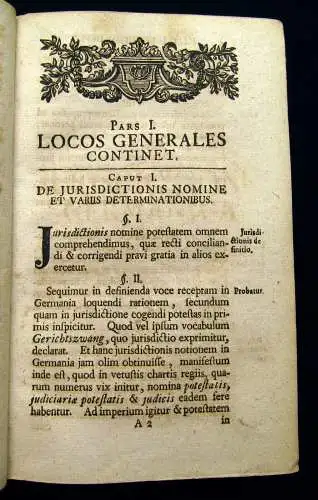 PARS I.
LOCOS GENERALES
CONTINET.
CAPUT I.
DE JURISDICTIONIS NOMINE
ET VARIIS DETERMINATIONIBUS.
§. I.
Jurisdictionis nomine potestatem omnem
comprehendimus, quæ recti concilian-
di & corrigendi pravi gratia in alios ex-
ercetur.
Jurisdi-
ctionis de
finitio.
§. II.
Sequimur in definienda voce receptam in
Germania loquendi rationem, secundum
quam in jurisdictione cogendi potestas in pri-
mis inspicitur. Quod vel ipsum vocabulum
Gerichtszwang, quo jurisdictio exprimitur,
declarat. Et hanc jurisdictionis notionem in
Germania jam olim obtinuisse, manifestum
inde est, quod in vetustis chartis regiis, qua-
rum numerus vix initur, nomina potestatis,
judiciariæ potestatis & judicis eadem fere
habentur. Ad imperium igitur & potestatem
Probatur.
A 2
in